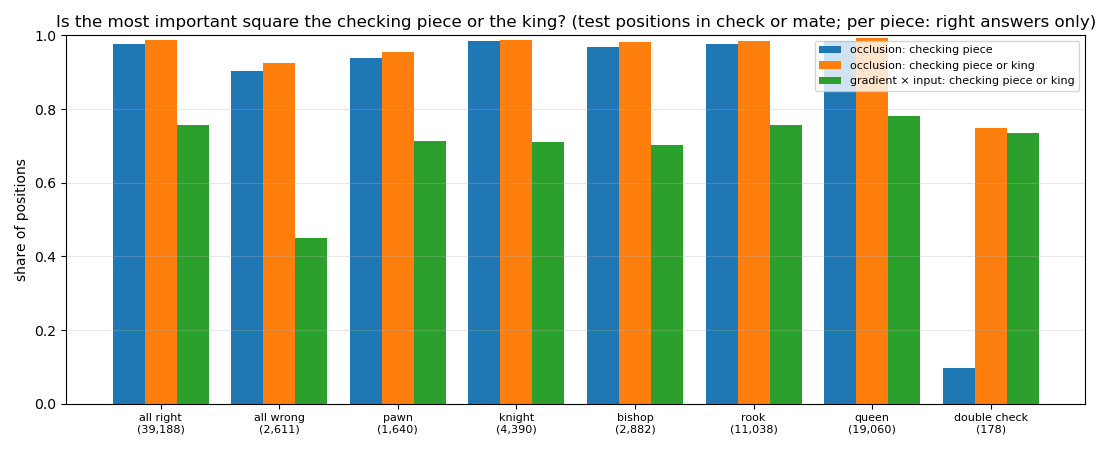 Is the most important square the checking piece or the king? (test positions in check or mate; per piece: right answers only)
share of positions
1.0
0.8
0.6
0.4
0.2
0.0
occlusion: checking piece
occlusion: checking piece or king
gradient × input: checking piece or king
all right
(39,188)
all wrong
(2,611)
pawn
(1,640)
knight
(4,390)
bishop
(2,882)
rook
(11,038)
queen
(19,060)
double check
(178)